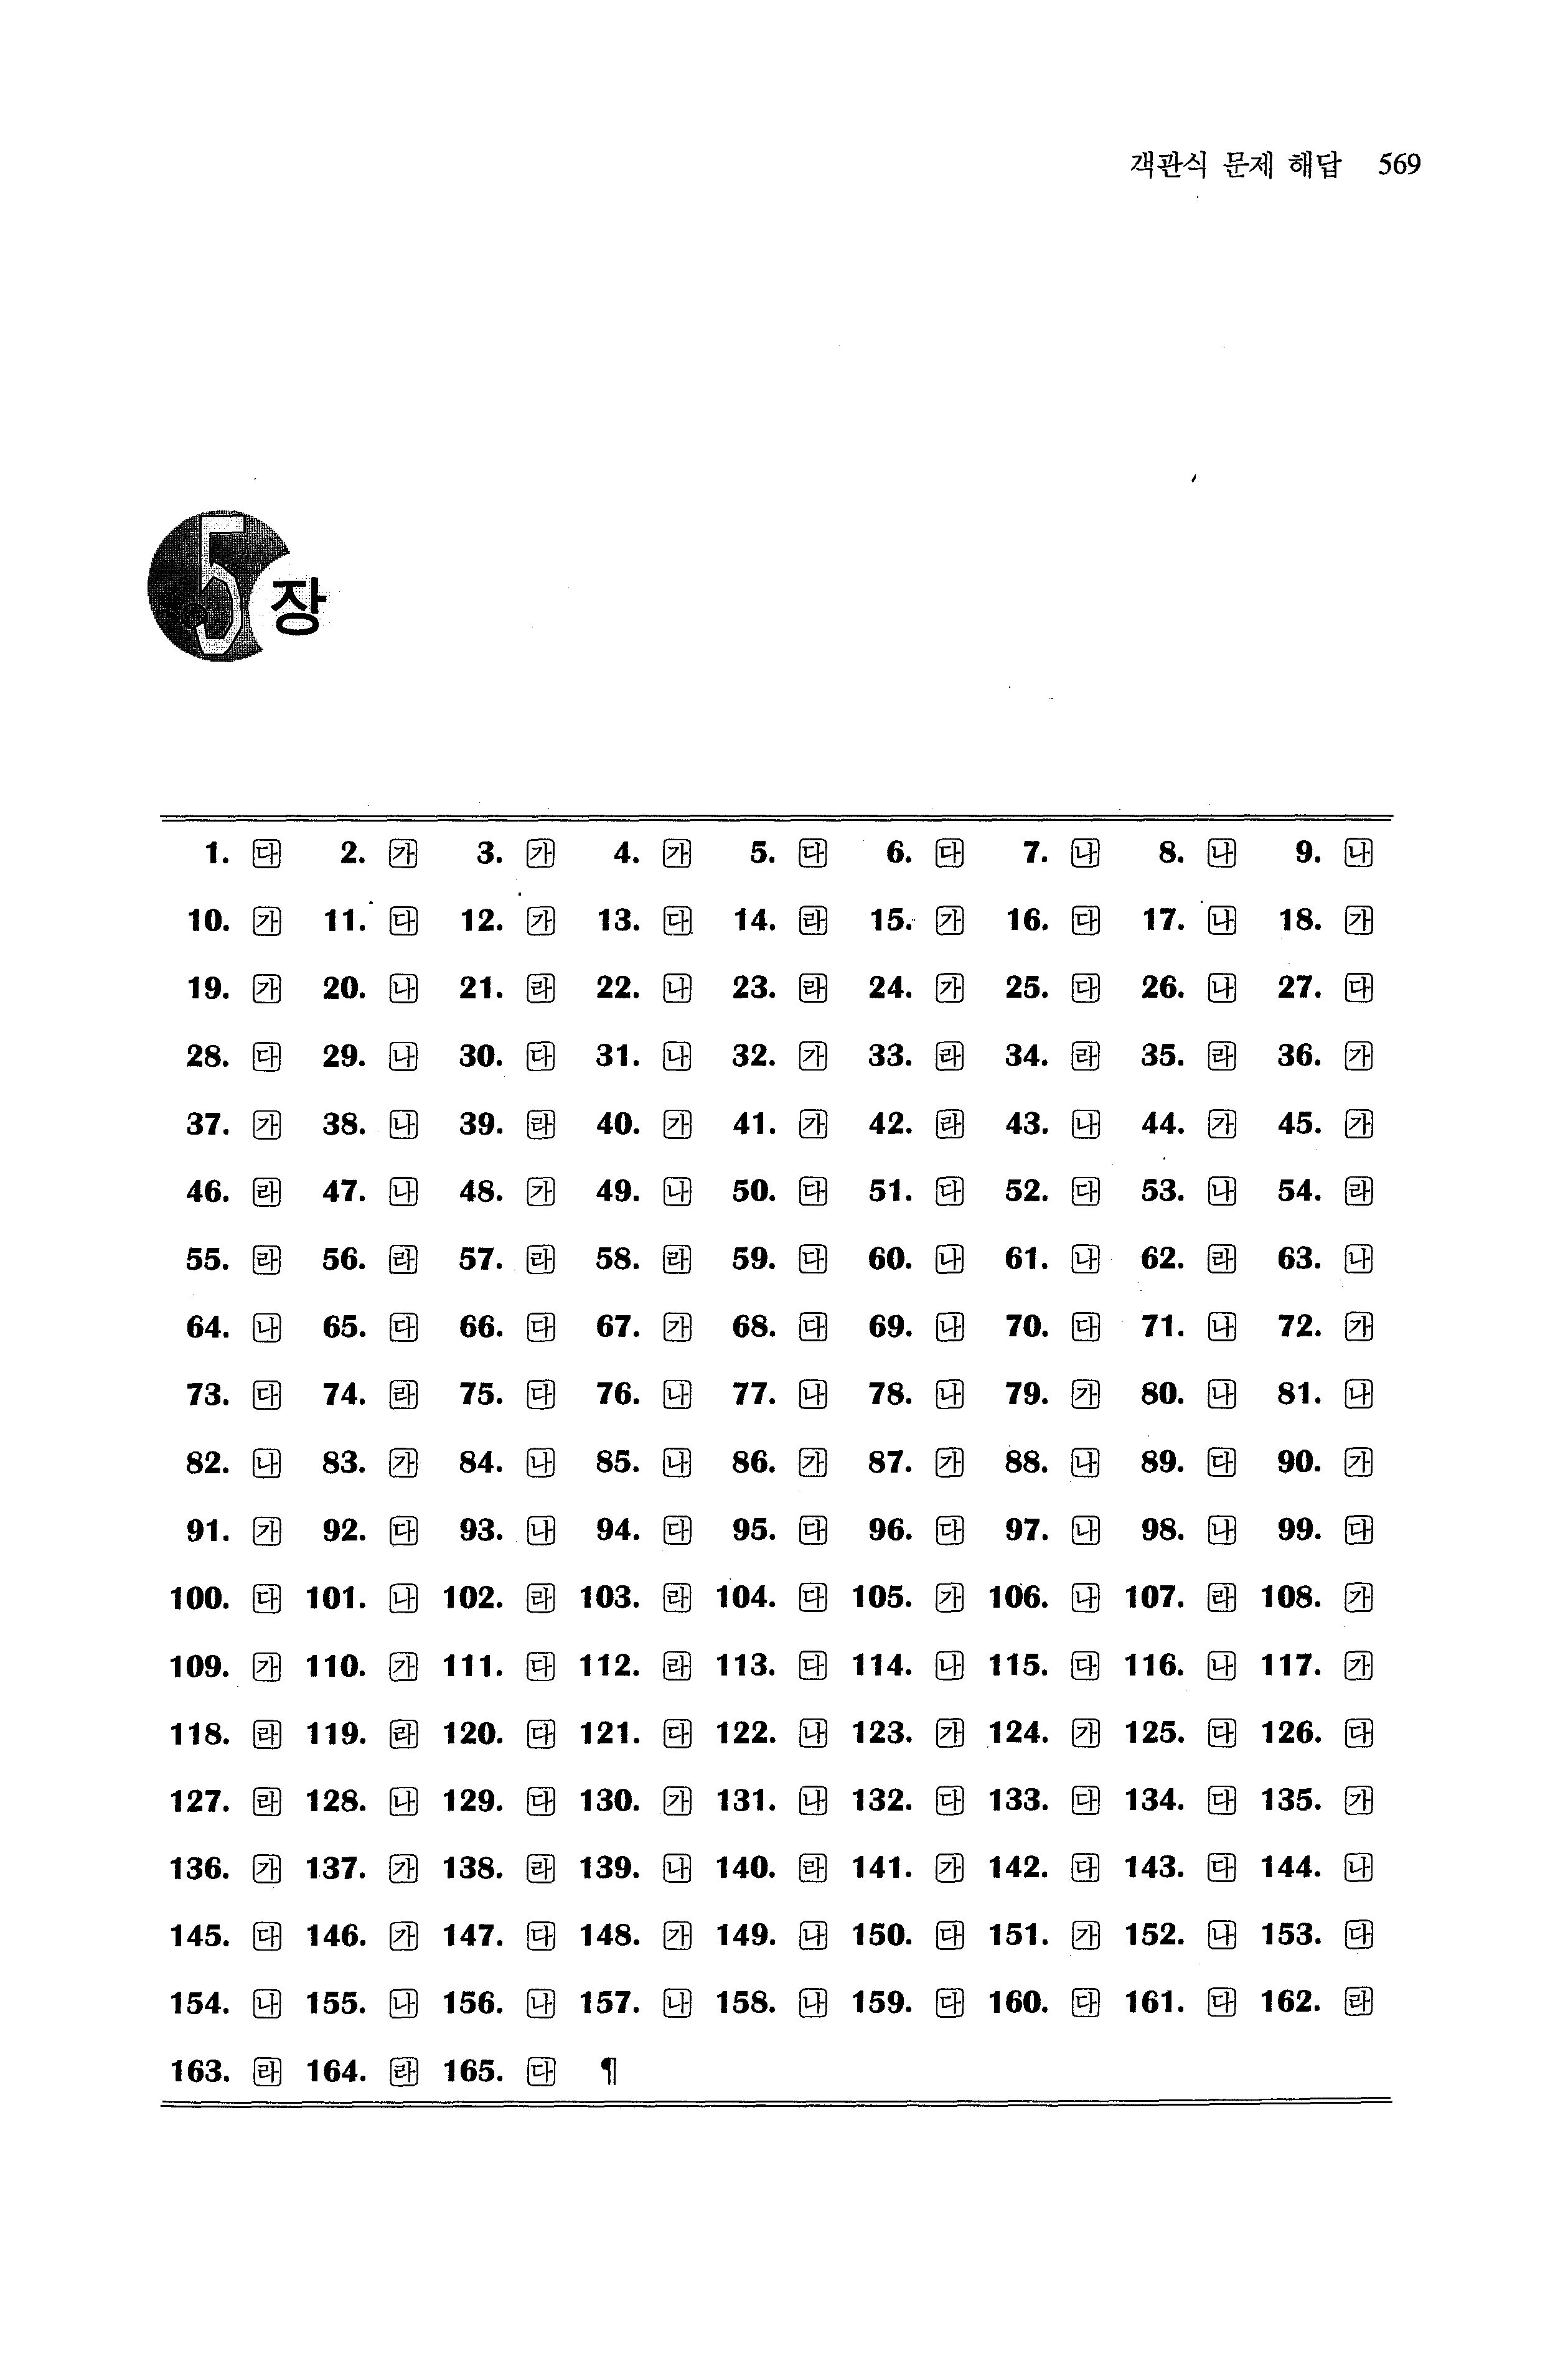 객관식 문제 해답 569
5장
1. 다 2. 가 3. 가 4. 가 5. 다 6. 다 7. 나 8. 나 9. 나
10. 가 11. 다 12. 가 13. 다 14. 라 15. 가 16. 다 17. 나 18. 가
19. 가 20. 나 21. 라 22. 나 23. 라 24. 가 25. 다 26. 나 27. 다
28. 다 29. 나 30. 다 31. 나 32. 가 33. 라 34. 라 35. 라 36. 가
37. 가 38. 나 39. 라 40. 가 41. 가 42. 라 43. 나 44. 가 45. 가
46. 라 47. 나 48. 가 49. 나 50. 다 51. 다 52. 다 53. 나 54. 라
55. 라 56. 라 57. 라 58. 라 59. 다 60. 나 61. 나 62. 라 63. 나
64. 나 65. 다 66. 다 67. 가 68. 다 69. 나 70. 다 71. 나 72. 가
73. 다 74. 라 75. 다 76. 나 77. 나 78. 나 79. 가 80. 나 81. 나
82. 나 83. 가 84. 나 85. 나 86. 가 87. 가 88. 나 89. 다 90. 가
91. 가 92. 다 93. 나 94. 다 95. 다 96. 다 97. 나 98. 나 99. 다
100. 다 101. 나 102. 라 103. 라 104. 다 105. 가 106. 나 107. 라 108. 가
109. 가 110. 가 111. 다 112. 라 113. 다 114. 나 115. 다 116. 나 117. 가
118. 라 119. 라 120. 다 121. 다 122. 나 123. 가 124. 가 125. 다 126. 다
127. 라 128. 나 129. 다 130. 가 131. 나 132. 다 133. 다 134. 다 135. 가
136. 가 137. 가 138. 라 139. 나 140. 라 141. 가 142. 다 143. 다 144. 나
145. 다 146. 가 147. 다 148. 가 149. 나 150. 다 151. 가 152. 나 153. 다
154. 나 155. 나 156. 나 157. 나 158. 나 159. 다 160. 다 161. 다 162. 라
163. 라 164. 라 165. 다 ¶